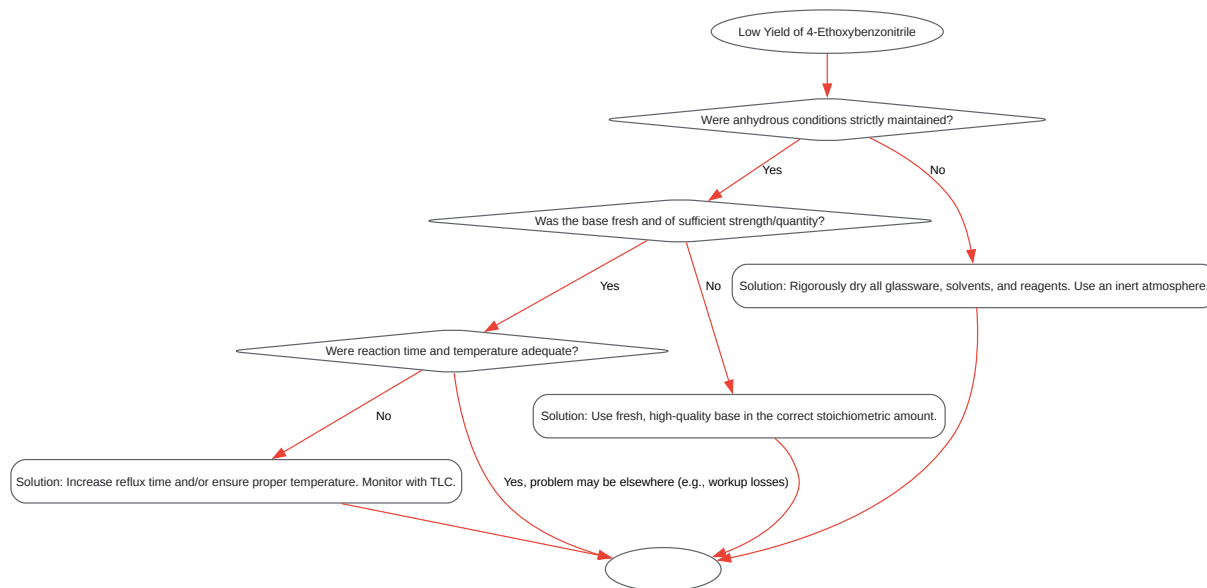 Low Yield of 4-Ethoxybenzonitrile
Were anhydrous conditions strictly maintained?
Yes
No
Was the base fresh and of sufficient strength/quantity?
Yes
No
Solution: Rigorously dry all glassware, solvents, and reagents. Use an inert atmosphere.
Were reaction time and temperature adequate?
No
Solution: Use fresh, high-quality base in the correct stoichiometric amount.
Solution: Increase reflux time and/or ensure proper temperature. Monitor with TLC.
Yes, problem may be elsewhere (e.g., workup losses)